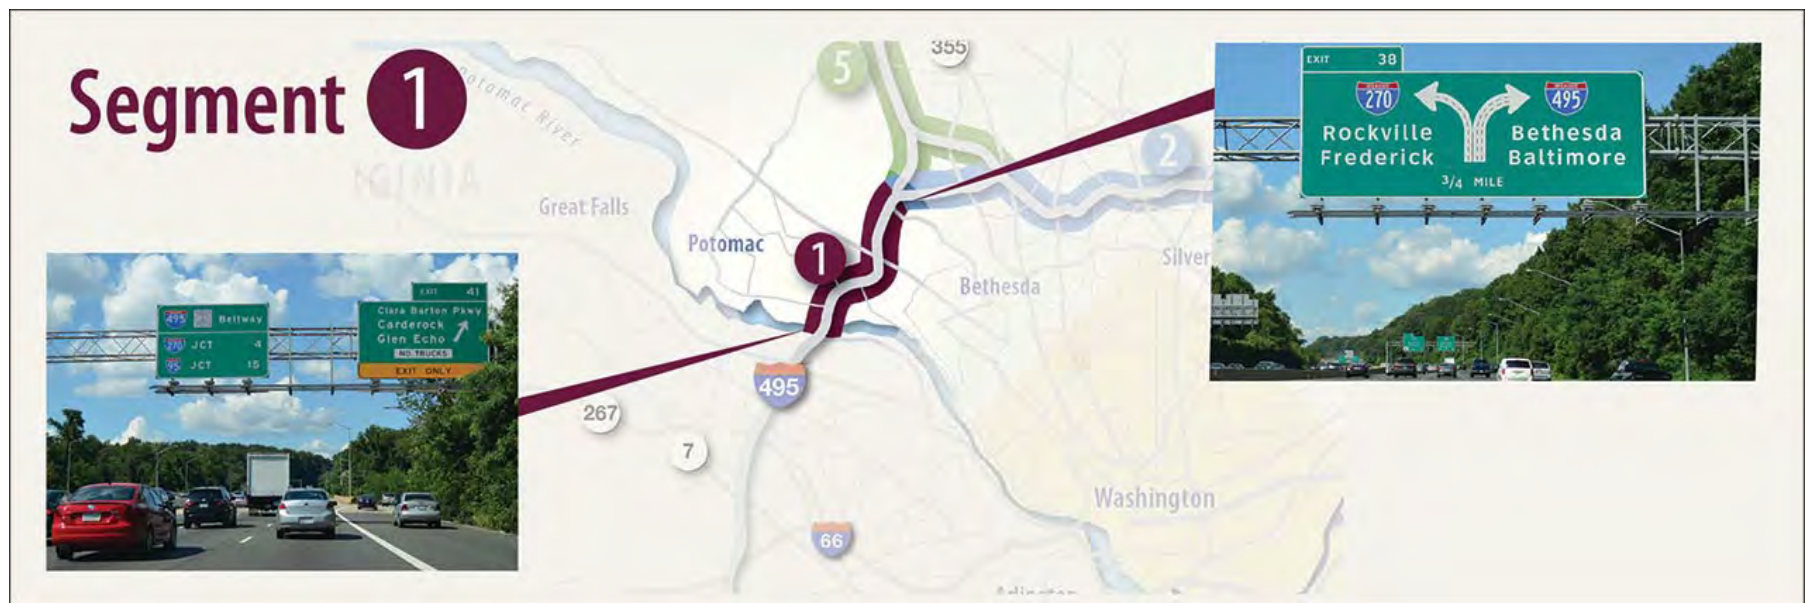 Segment 1
5
355
Potomac River
2
Great Falls
Potomac
1
Bethesda
Silver
495
267
7
Washington
66
EXIT 38
270 495
Rockville Bethesda
Frederick Baltimore
3/4 MILE
495 Beltway
270 JCT 4
95 JCT 15
EXIT 41
Clara Barton Pkwy
Carderock
Glen Echo
NO TRUCKS
EXIT ONLY